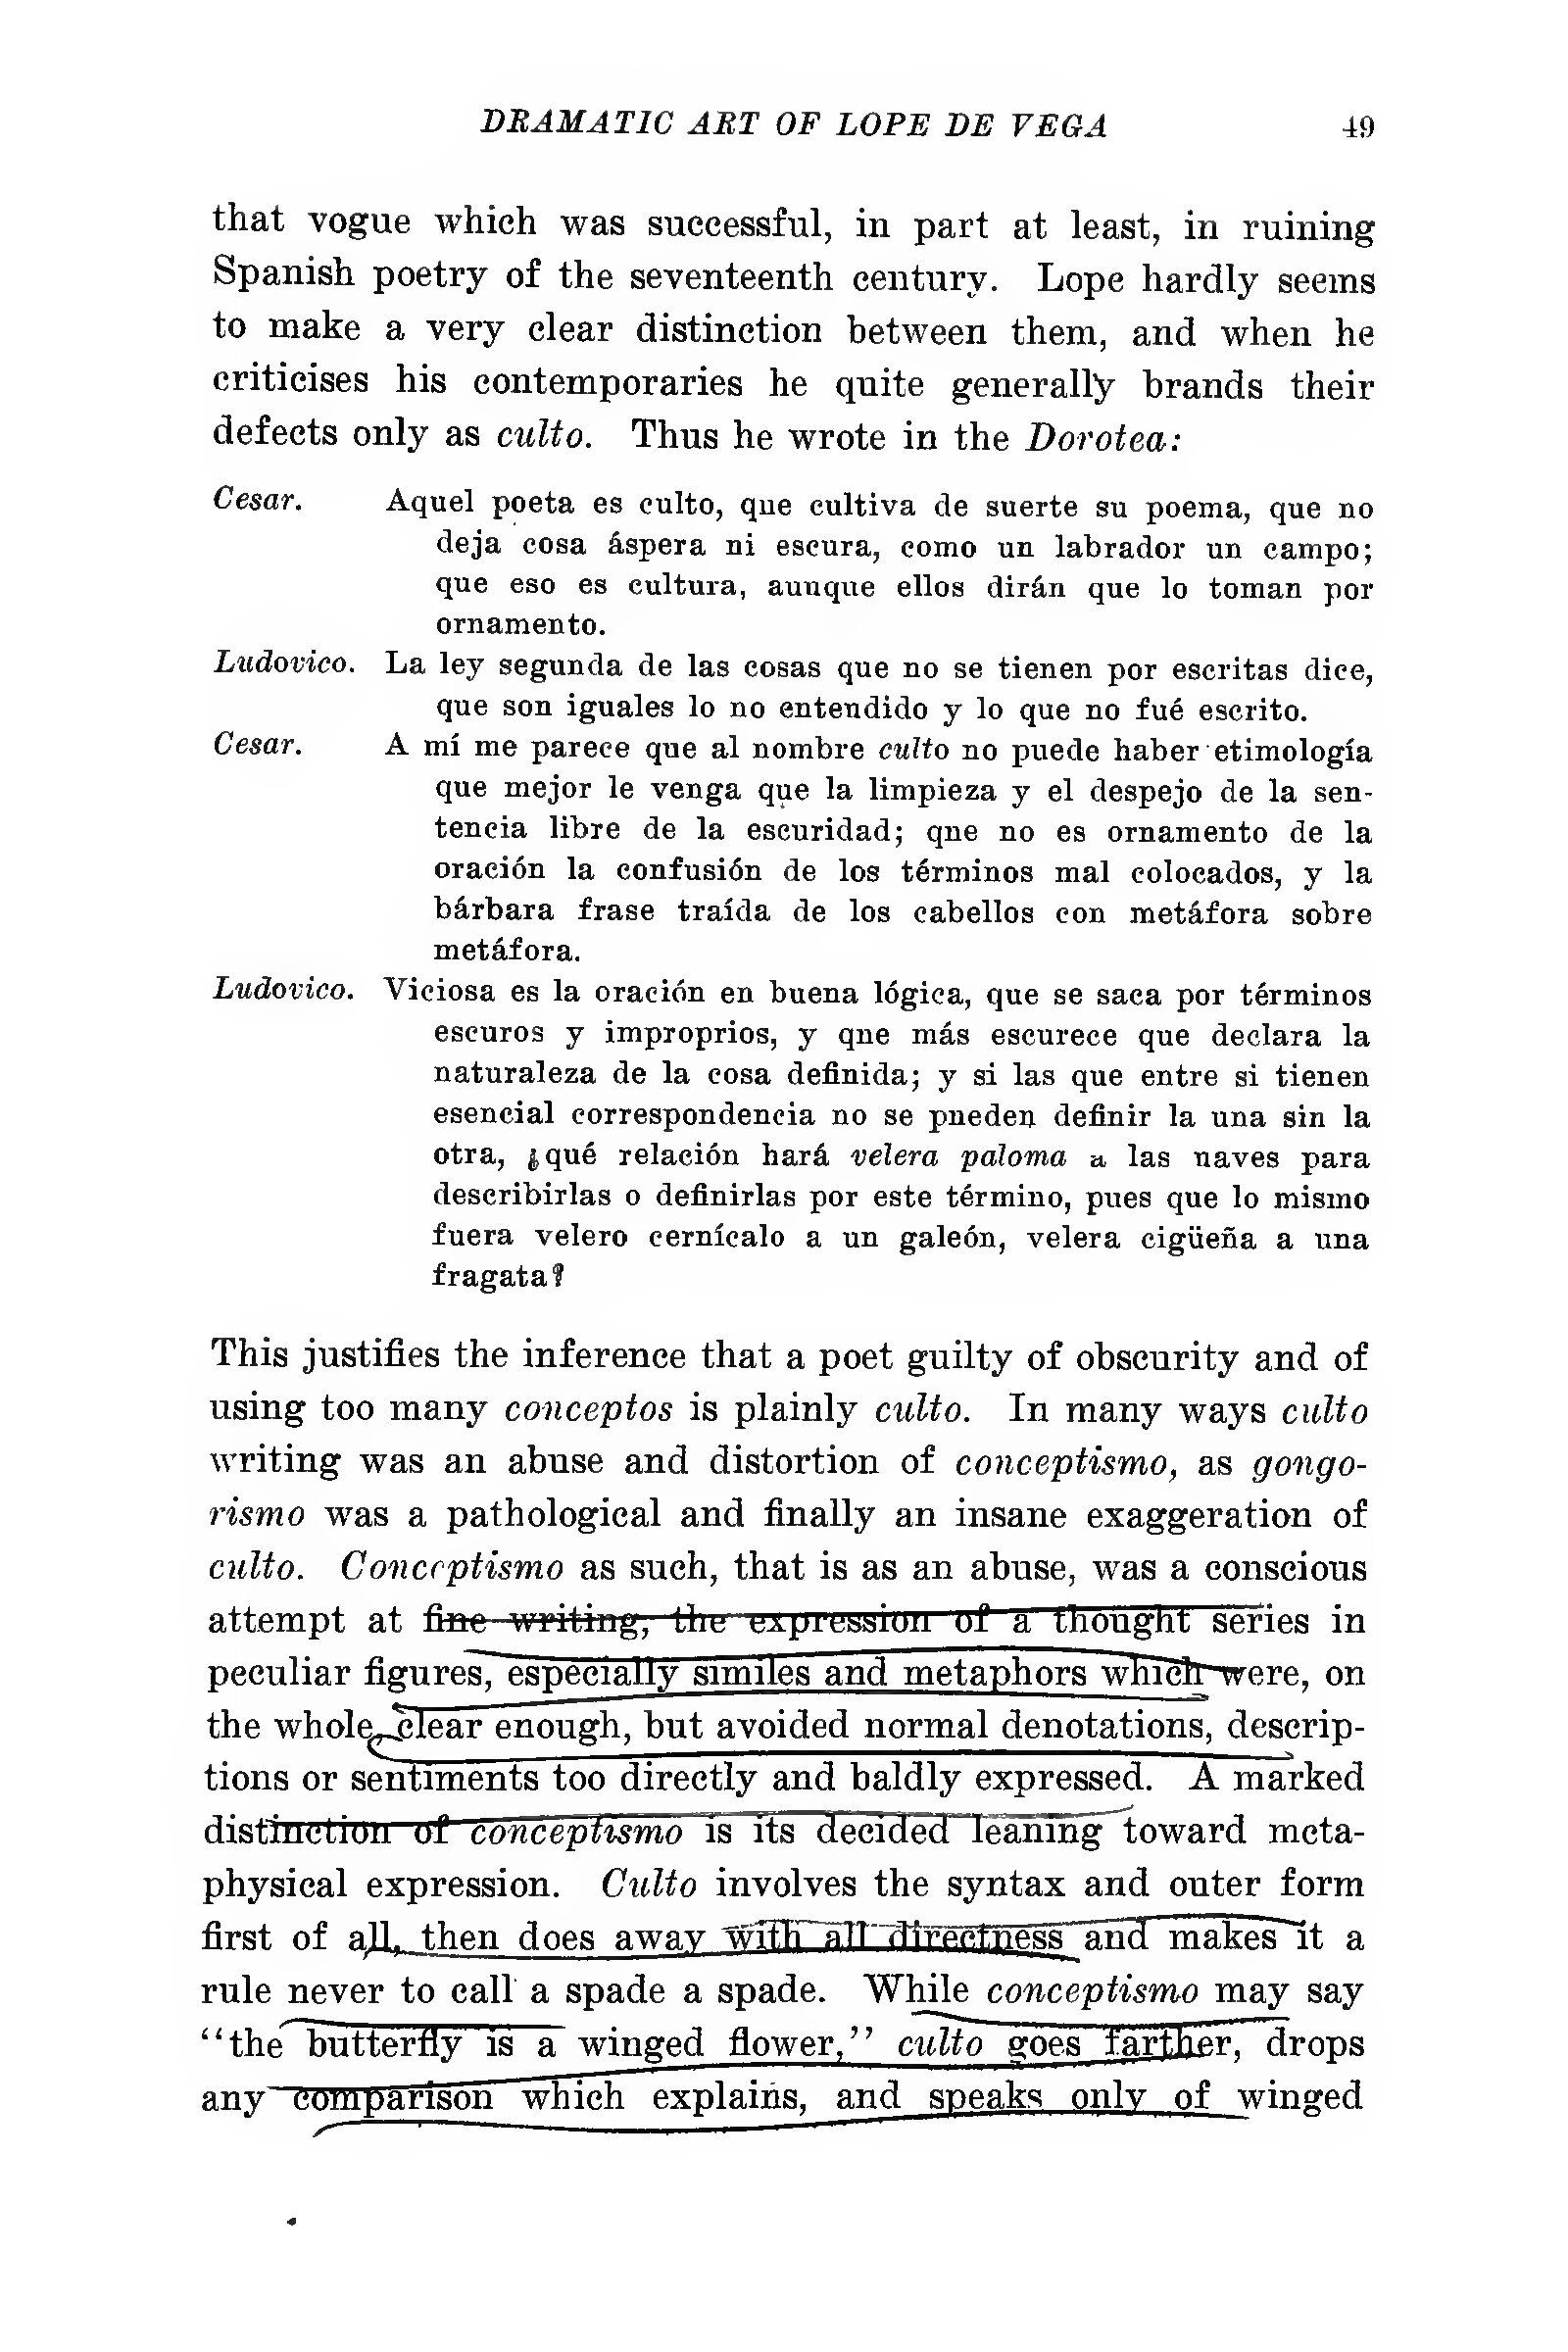 DRAMATIC ART OF LOPE DE VEGA 49
that vogue which was successful, in part at least, in ruining
Spanish poetry of the seventeenth century. Lope hardly seems
to make a very clear distinction between them, and when he
criticises his contemporaries he quite generally brands their
defects only as culto. Thus he wrote in the Dorotea:
Cesar. Aquel poeta es culto, que cultiva de suerte su poema, que no
deja cosa áspera ni escura, como un labrador un campo;
que eso es cultura, aunque ellos dirán que lo toman por
ornamento.
Ludovico. La ley segunda de las cosas que no se tienen por escritas dice,
que son iguales lo no entendido y lo que no fué escrito.
Cesar. A mí me parece que al nombre culto no puede haber etimología
que mejor le venga que la limpieza y el despejo de la sen-
tencia libre de la escuridad; que no es ornamento de la
oración la confusión de los términos mal colocados, y la
bárbara frase traída de los cabellos con metáfora sobre
metáfora.
Ludovico. Viciosa es la oración en buena lógica, que se saca por términos
escuros y improprios, y que más escurece que declara la
naturaleza de la cosa definida; y si las que entre si tienen
esencial correspondencia no se pueden definir la una sin la
otra, ¿qué relación hará velera paloma a las naves para
describirlas o definirlas por este término, pues que lo mismo
fuera velero cernícalo a un galeón, velera cigüeña a una
fragata?
This justifies the inference that a poet guilty of obscurity and of
using too many conceptos is plainly culto. In many ways culto
writing was an abuse and distortion of conceptismo, as gongo-
rismo was a pathological and finally an insane exaggeration of
culto. Conceptismo as such, that is as an abuse, was a conscious
attempt at fine writing, the expression of a thought series in
peculiar figures, especially similes and metaphors which were, on
the whole, clear enough, but avoided normal denotations, descrip-
tions or sentiments too directly and baldly expressed. A marked
distinction of conceptismo is its decided leaning toward meta-
physical expression. Culto involves the syntax and outer form
first of all, then does away with all directness and makes it a
rule never to call a spade a spade. While conceptismo may say
“the butterfly is a winged flower,” culto goes farther, drops
any comparison which explains, and speaks only of winged